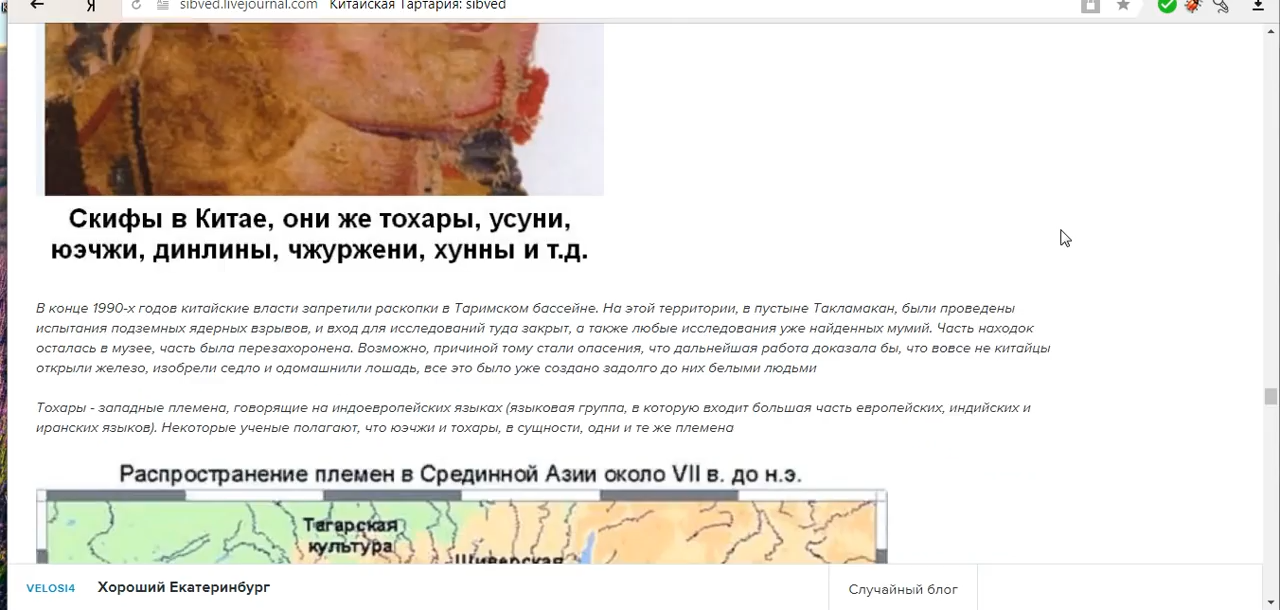 sibved.livejournal.com Китайская Тартария: sibved
Скифы в Китае, они же тохары, усуни,
юэчжи, динлины, чжуржени, хунны и т.д.
В конце 1990-х годов китайские власти запретили раскопки в Таримском бассейне. На этой территории, в пустыне Такламакан, были проведены
испытания подземных ядерных взрывов, и вход для исследований туда закрыт, а также любые исследования уже найденных мумий. Часть находок
осталась в музее, часть была перезахоронена. Возможно, причиной тому стали опасения, что дальнейшая работа доказала бы, что вовсе не китайцы
открыли железо, изобрели седло и одомашнили лошадь, все это было уже создано задолго до них белыми людьми
Тохары - западные племена, говорящие на индоевропейских языках (языковая группа, в которую входит большая часть европейских, индийских и
иранских языков). Некоторые ученые полагают, что юэчжи и тохары, в сущности, одни и те же племена
Распространение племен в Срединной Азии около VII в. до н.э.
Тагарская
культура
Шиверская
VELOSI4 Хороший Екатеринбург
Случайный блог